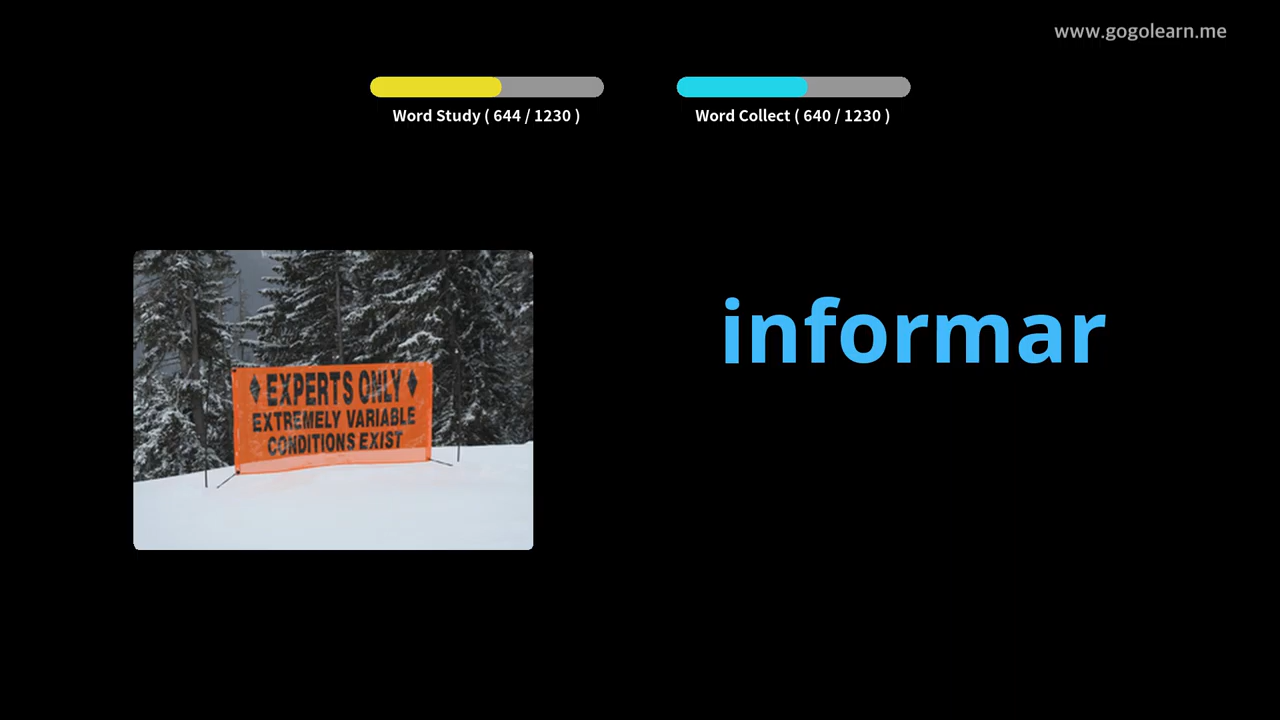 www.gogolearn.me
Word Study ( 644 / 1230 )
Word Collect ( 640 / 1230 )
EXPERTS ONLY
EXTREMELY VARIABLE
CONDITIONS EXIST
informar